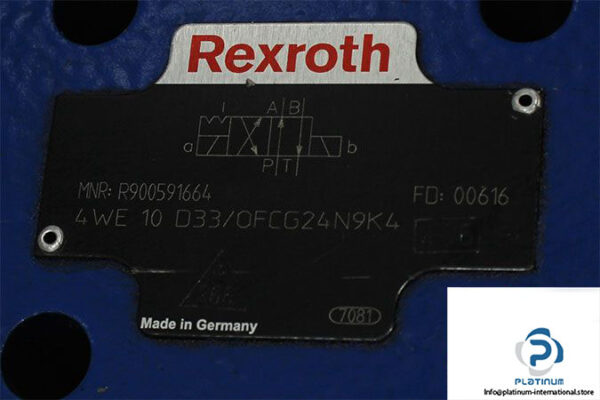 Rexroth
I A B
a b
P T
MNR: R900591664 FD: 00616
4WE 10 D33/OFCG24N9K4
Made in Germany 7081
P
PLATINUM
Info@platinum-international.store